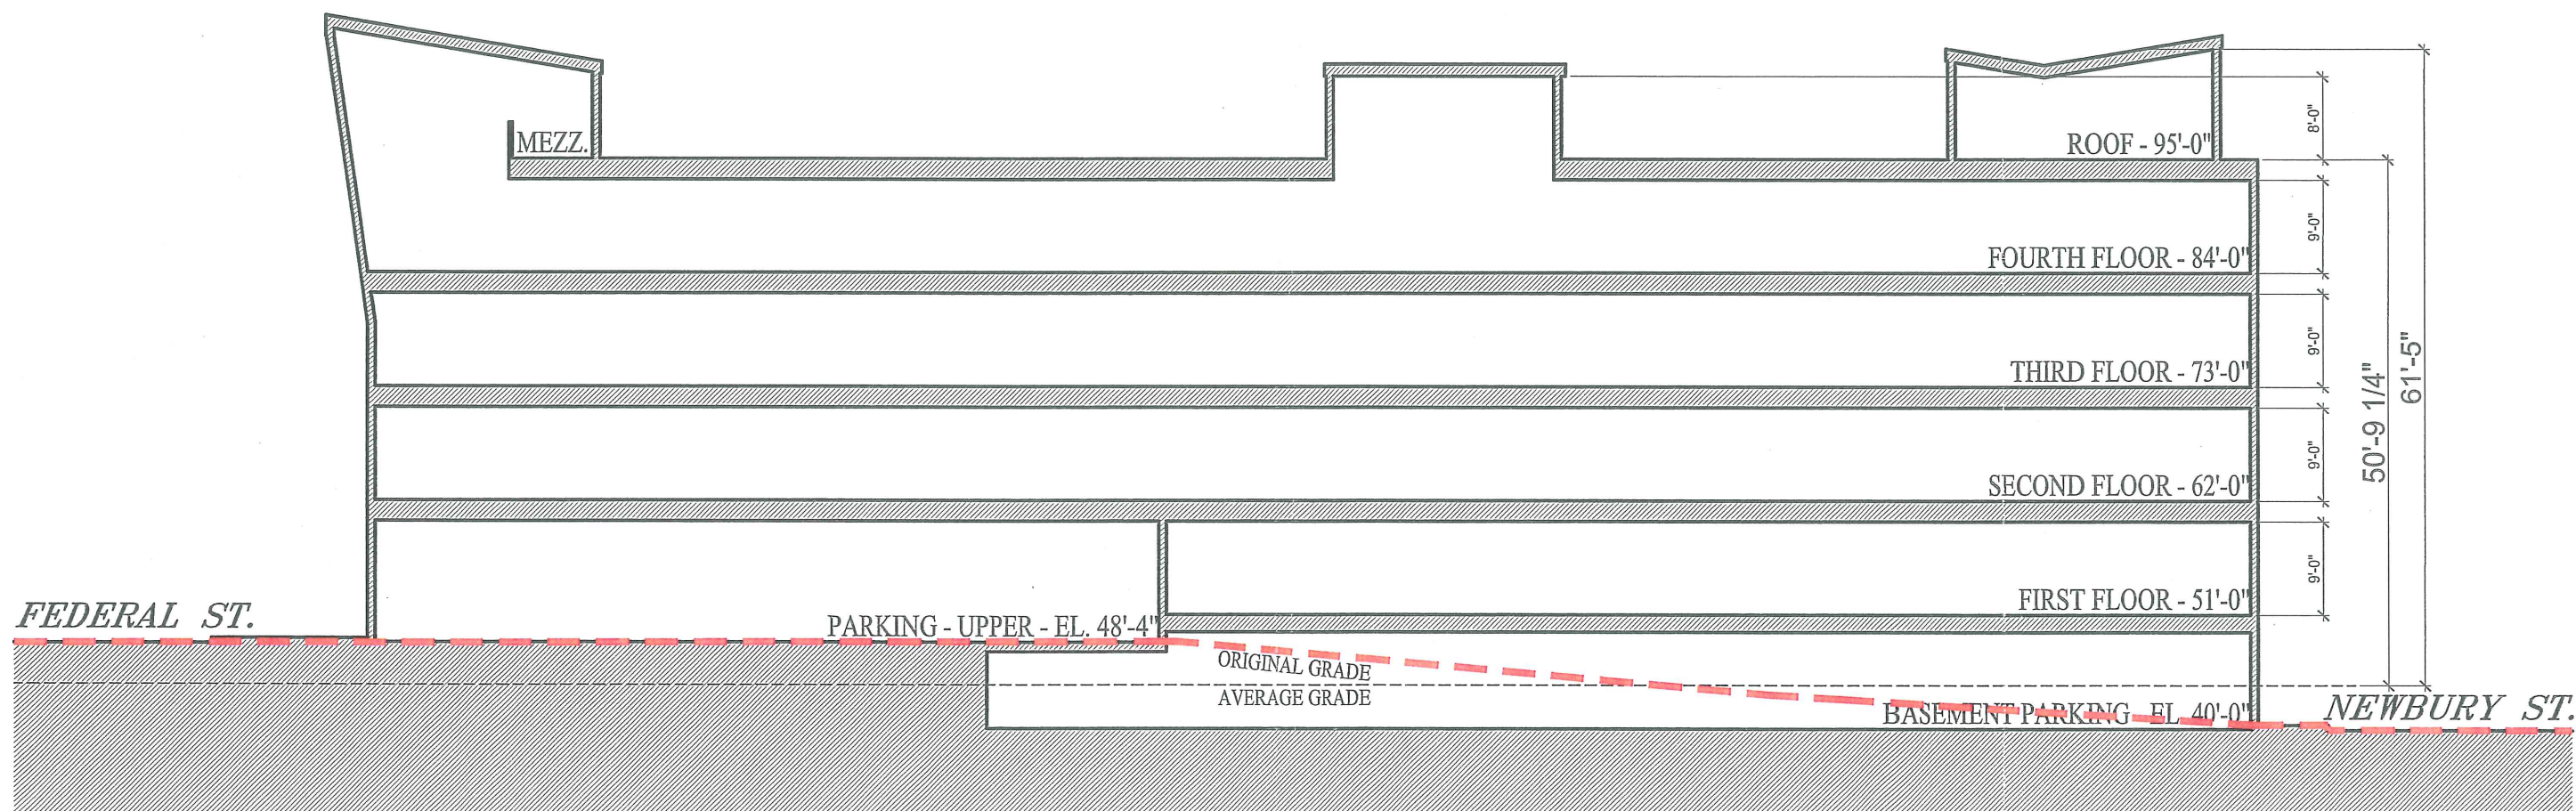 MEZZ.
ROOF - 95'-0"
8'-0"
9'-0"
FOURTH FLOOR - 84'-0"
9'-0"
THIRD FLOOR - 73'-0"
61'-5"
50'-9 1/4"
9'-0"
SECOND FLOOR - 62'-0"
9'-0"
FIRST FLOOR - 51'-0"
FEDERAL ST.
PARKING - UPPER - EL. 48'-4"
ORIGINAL GRADE
AVERAGE GRADE
BASEMENT PARKING - EL. 40'-0"
NEWBURY ST.